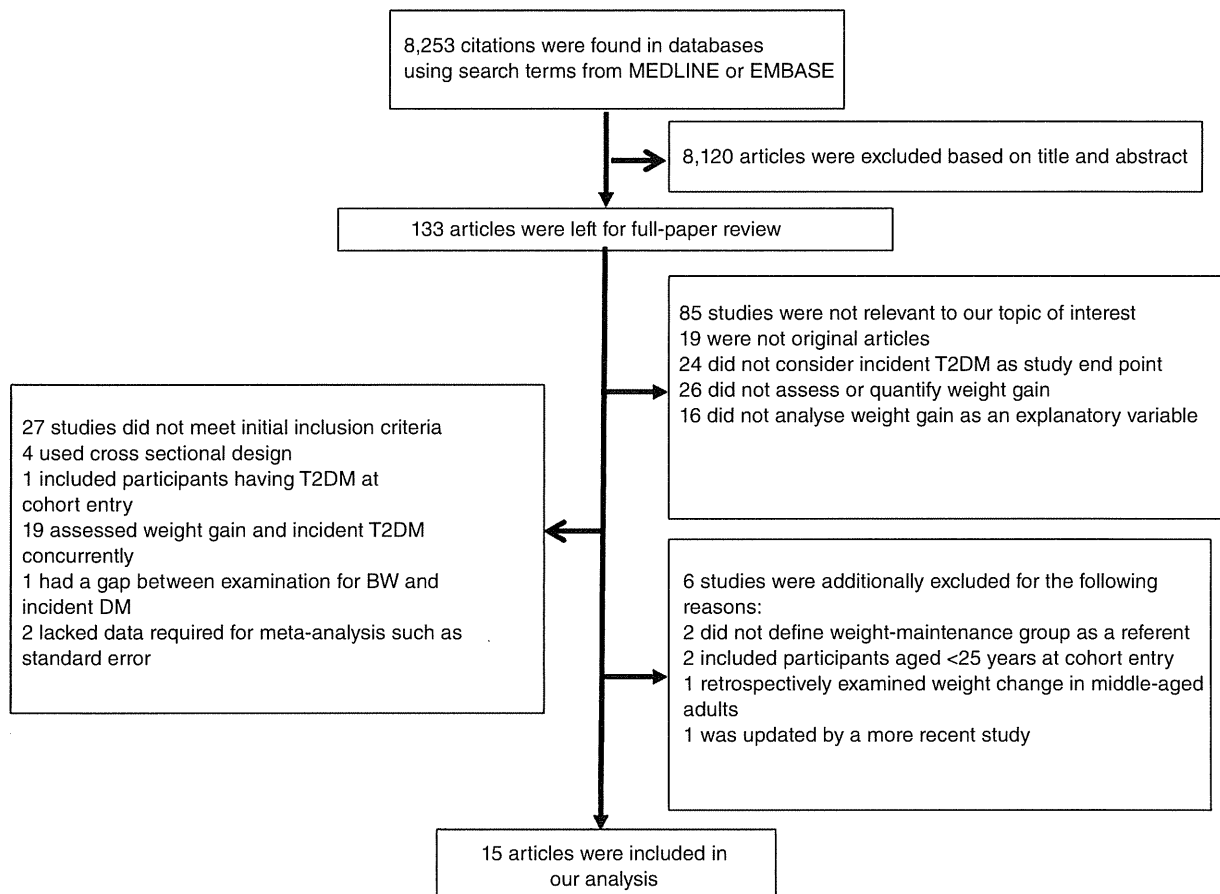 8,253 citations were found in databases
using search terms from MEDLINE or EMBASE
8,120 articles were excluded based on title and abstract
133 articles were left for full-paper review
85 studies were not relevant to our topic of interest
19 were not original articles
24 did not consider incident T2DM as study end point
26 did not assess or quantify weight gain
16 did not analyse weight gain as an explanatory variable
27 studies did not meet initial inclusion criteria
4 used cross sectional design
1 included participants having T2DM at
cohort entry
19 assessed weight gain and incident T2DM
concurrently
1 had a gap between examination for BW and
incident DM
2 lacked data required for meta-analysis such as
standard error
6 studies were additionally excluded for the following
reasons:
2 did not define weight-maintenance group as a referent
2 included participants aged <25 years at cohort entry
1 retrospectively examined weight change in middle-aged
adults
1 was updated by a more recent study
15 articles were included in
our analysis